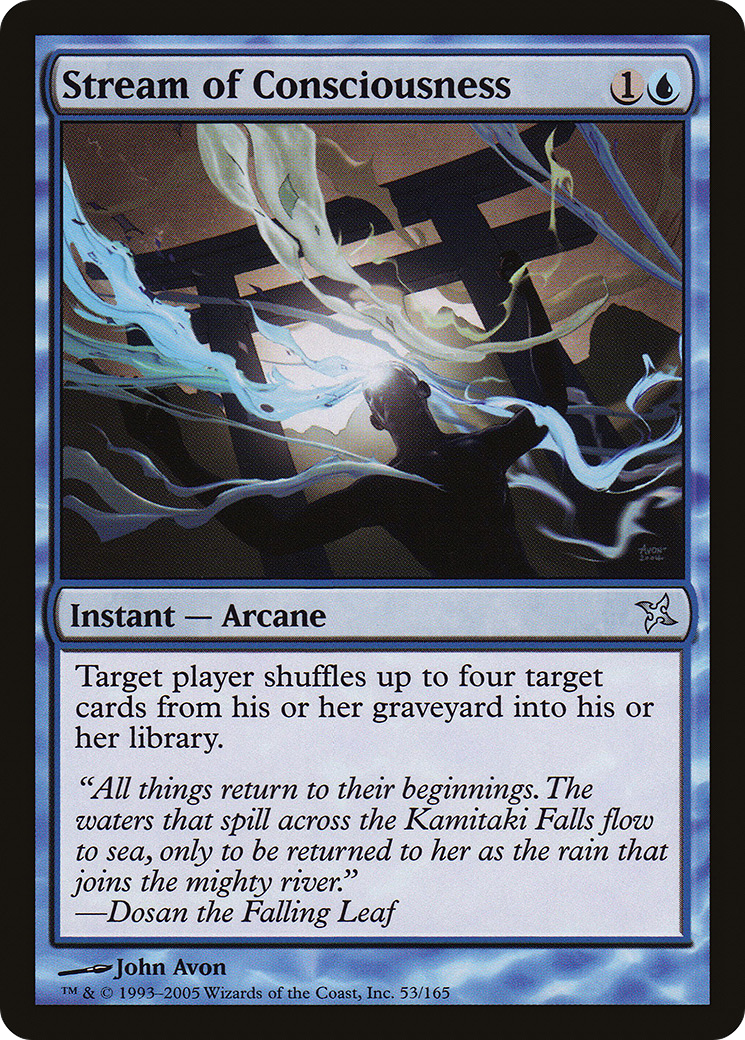 Stream of Consciousness 1
AVON
2004
Instant — Arcane
Target player shuffles up to four target
cards from his or her graveyard into his or
her library.
“All things return to their beginnings. The
waters that spill across the Kamitaki Falls flow
to sea, only to be returned to her as the rain that
joins the mighty river.”
—Dosan the Falling Leaf
John Avon
™ & © 1993–2005 Wizards of the Coast, Inc. 53/165